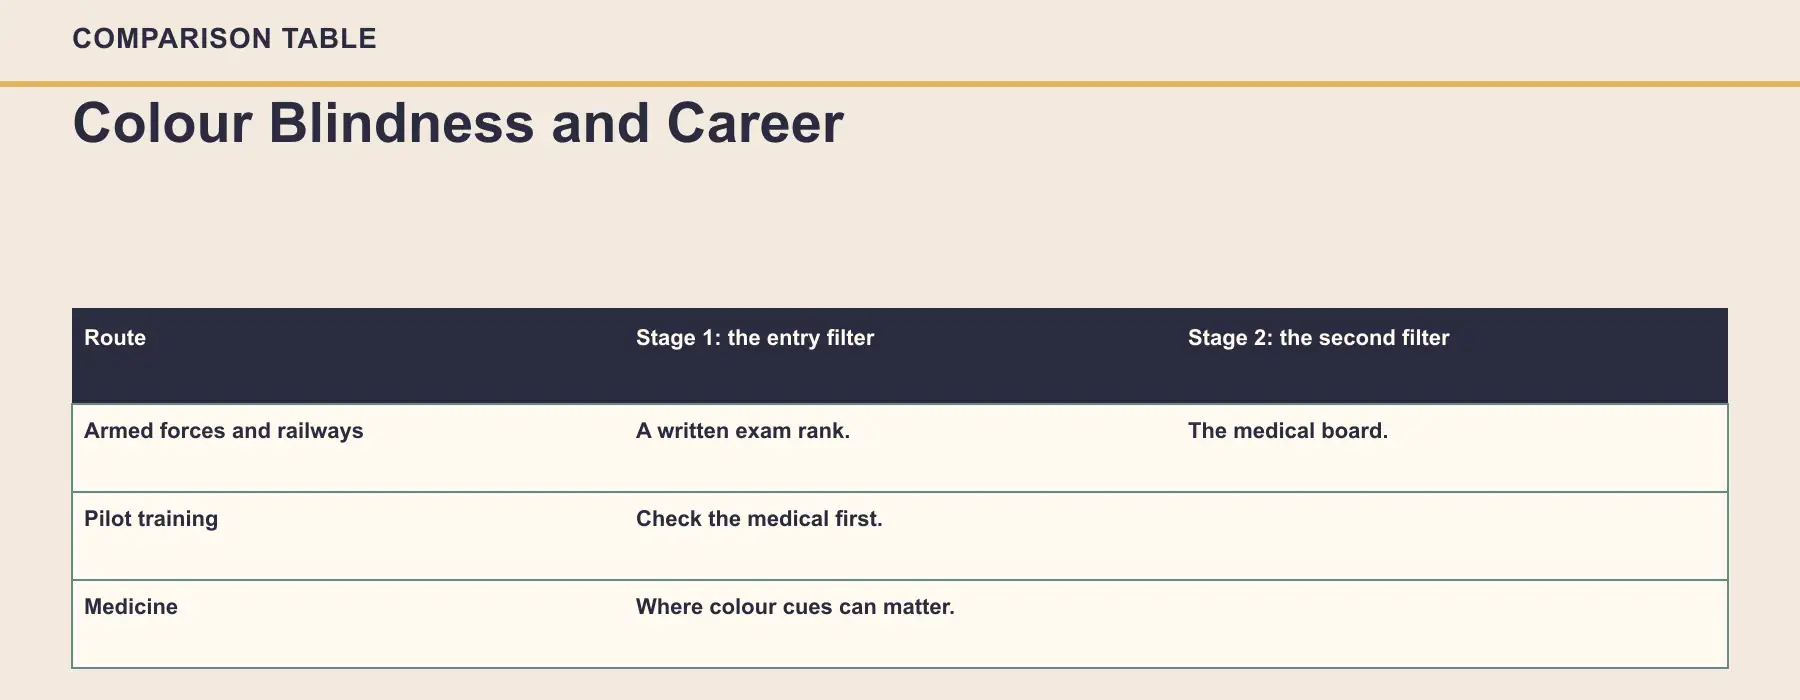 COMPARISON TABLE
Colour Blindness and Career
Route Stage 1: the entry filter Stage 2: the second filter
Armed forces and railways A written exam rank. The medical board.
Pilot training Check the medical first.
Medicine Where colour cues can matter.